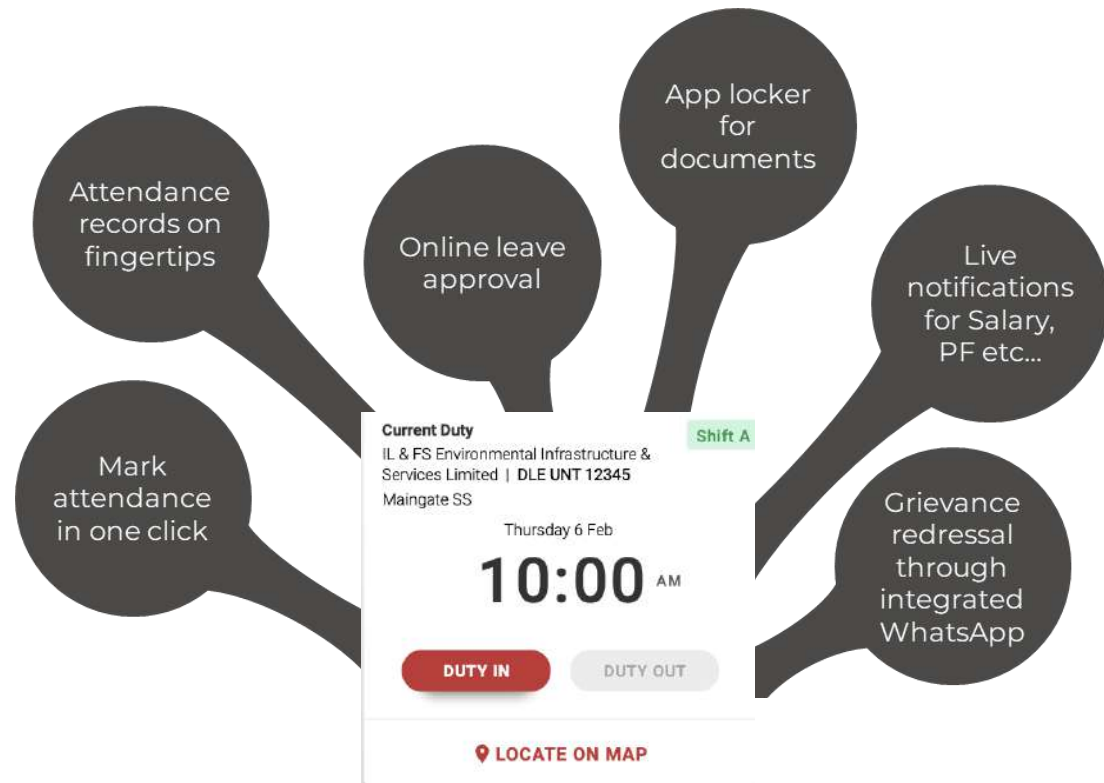 App locker
for
documents
Attendance
records on
fingertips
Online leave
approval
Live
notifications
for Salary,
PF etc...
Mark
attendance
in one click
Grievance
redressal
through
integrated
WhatsApp
Current Duty
Shift A
IL & FS Environmental Infrastructure &
Services Limited | DLE UNT 12345
Maingate SS
Thursday 6 Feb
10:00 AM
DUTY IN
DUTY OUT
LOCATE ON MAP